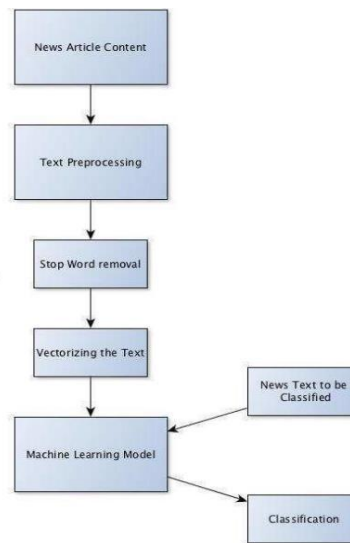 News Article Content
Text Preprocessing
Stop Word removal
Vectorizing the Text
News Text to be
Classified
Machine Learning Model
Classification